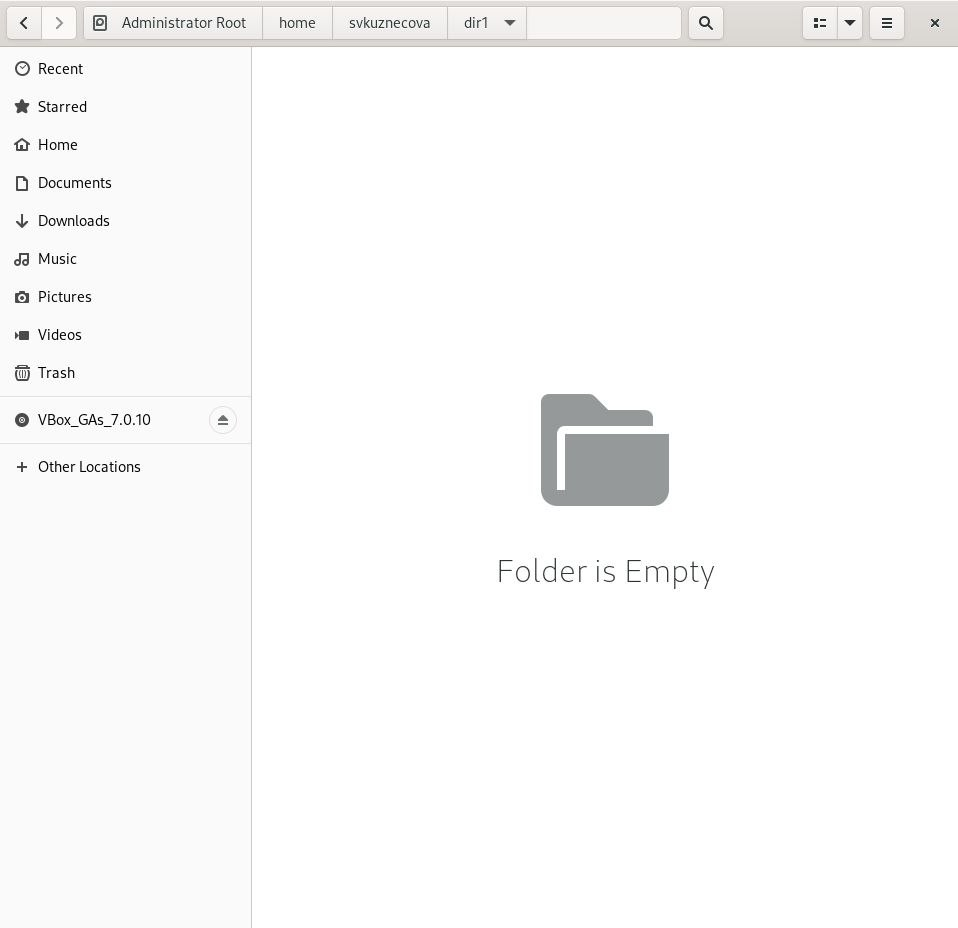 Administrator Root home svkuznecova dir1
Recent
Starred
Home
Documents
Downloads
Music
Pictures
Videos
Trash
VBox_GAs_7.0.10
Other Locations
Folder is Empty